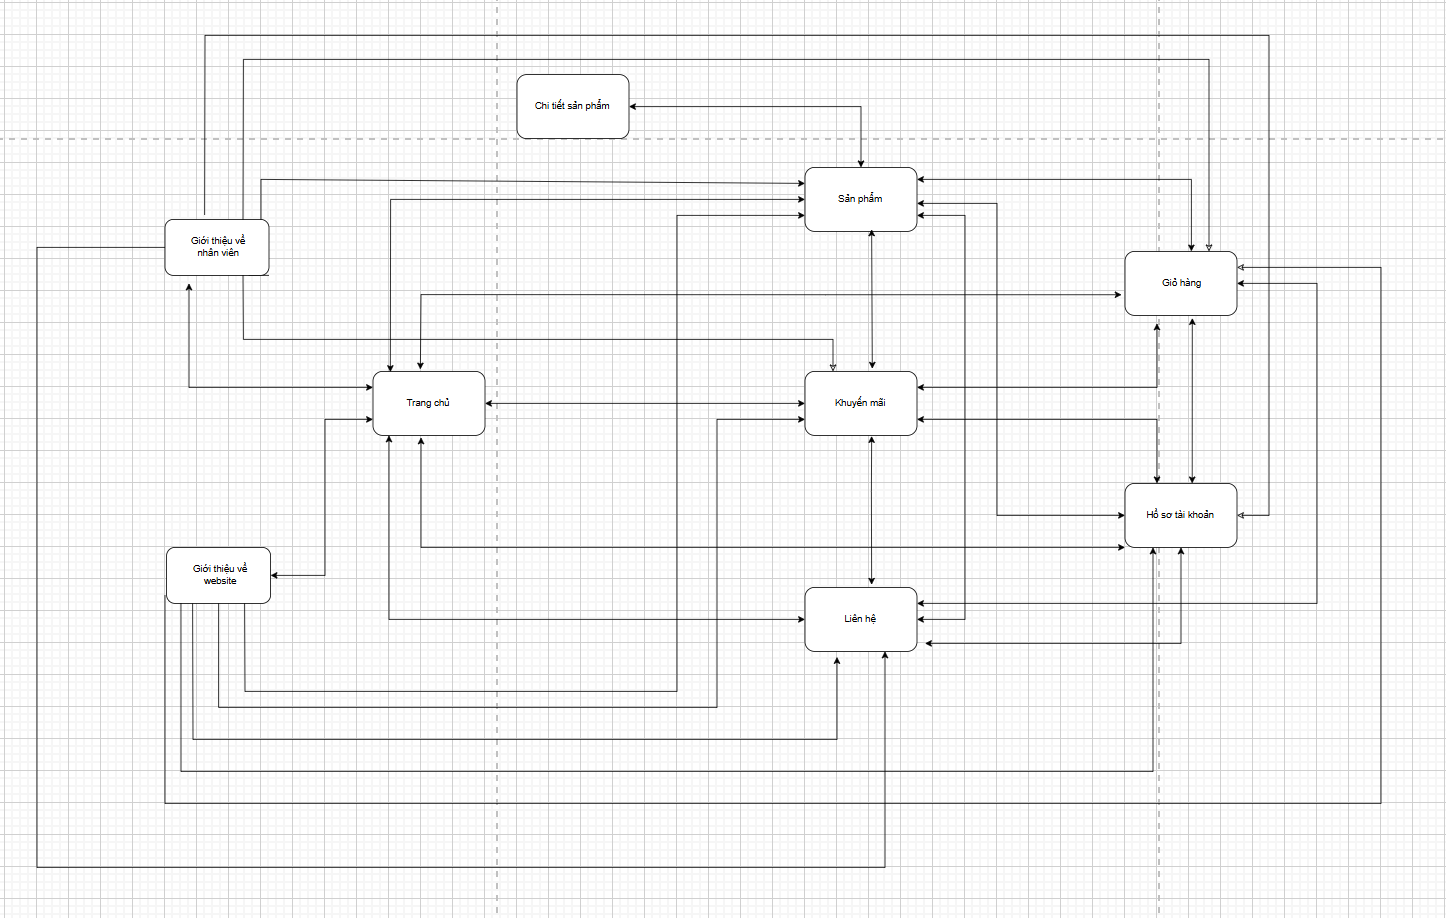 Chi tiết sản phẩm
Sản phẩm
Giới thiệu về
nhân viên
Giỏ hàng
Trang chủ
Khuyến mãi
Hồ sơ tài khoản
Giới thiệu về
website
Liên hệ